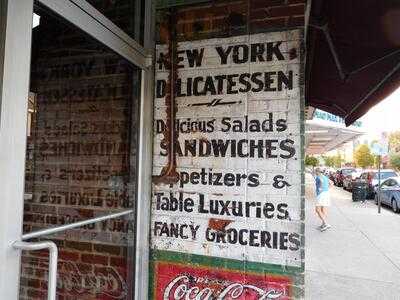 NEW YORK
DELICATESSEN
Delicious Salads
SANDWICHES
Appetizers &
Table Luxuries
FANCY GROCERIES
Coca-Cola